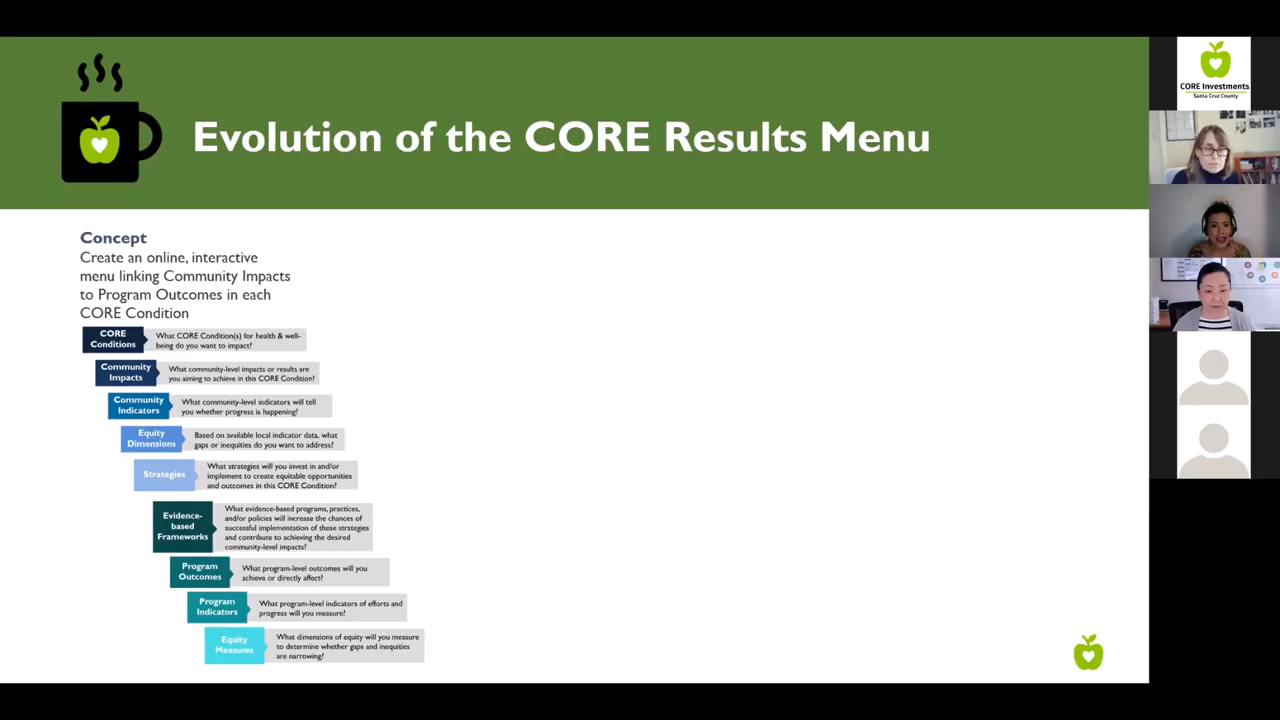 Evolution of the CORE Results Menu
Concept
Create an online, interactive
menu linking Community Impacts
to Program Outcomes in each
CORE Condition
CORE
Conditions
What CORE Condition(s) for health & well-
being do you want to impact?
Community
Impacts
What community-level impacts or results are
you aiming to achieve in this CORE Condition?
Community
Indicators
What community-level indicators will tell
you whether progress is happening?
Equity
Dimensions
Based on available local indicator data, what
gaps or inequities do you want to address?
Strategies
What strategies will you invest in and/or
implement to create equitable opportunities
and outcomes in this CORE Condition?
Evidence-
based
Frameworks
What evidence-based programs, practices,
and/or policies will increase the chances of
successful implementation of these strategies
and contribute to achieving the desired
community-level impacts?
Program
Outcomes
What program-level outcomes will you
achieve or directly affect?
Program
Indicators
What program-level indicators of efforts and
progress will you measure?
Equity
Measures
What dimensions of equity will you measure
to determine whether gaps and inequities
are narrowing?
CORE Investments
Santa Cruz County